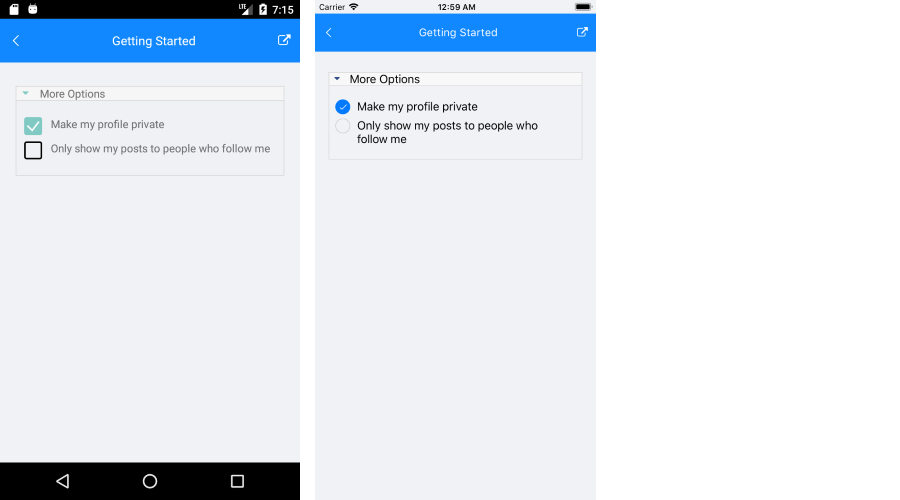 LTE 7:15
Getting Started
More Options
Make my profile private
Only show my posts to people who follow me
Carrier 12:59 AM
Getting Started
More Options
Make my profile private
Only show my posts to people who
follow me